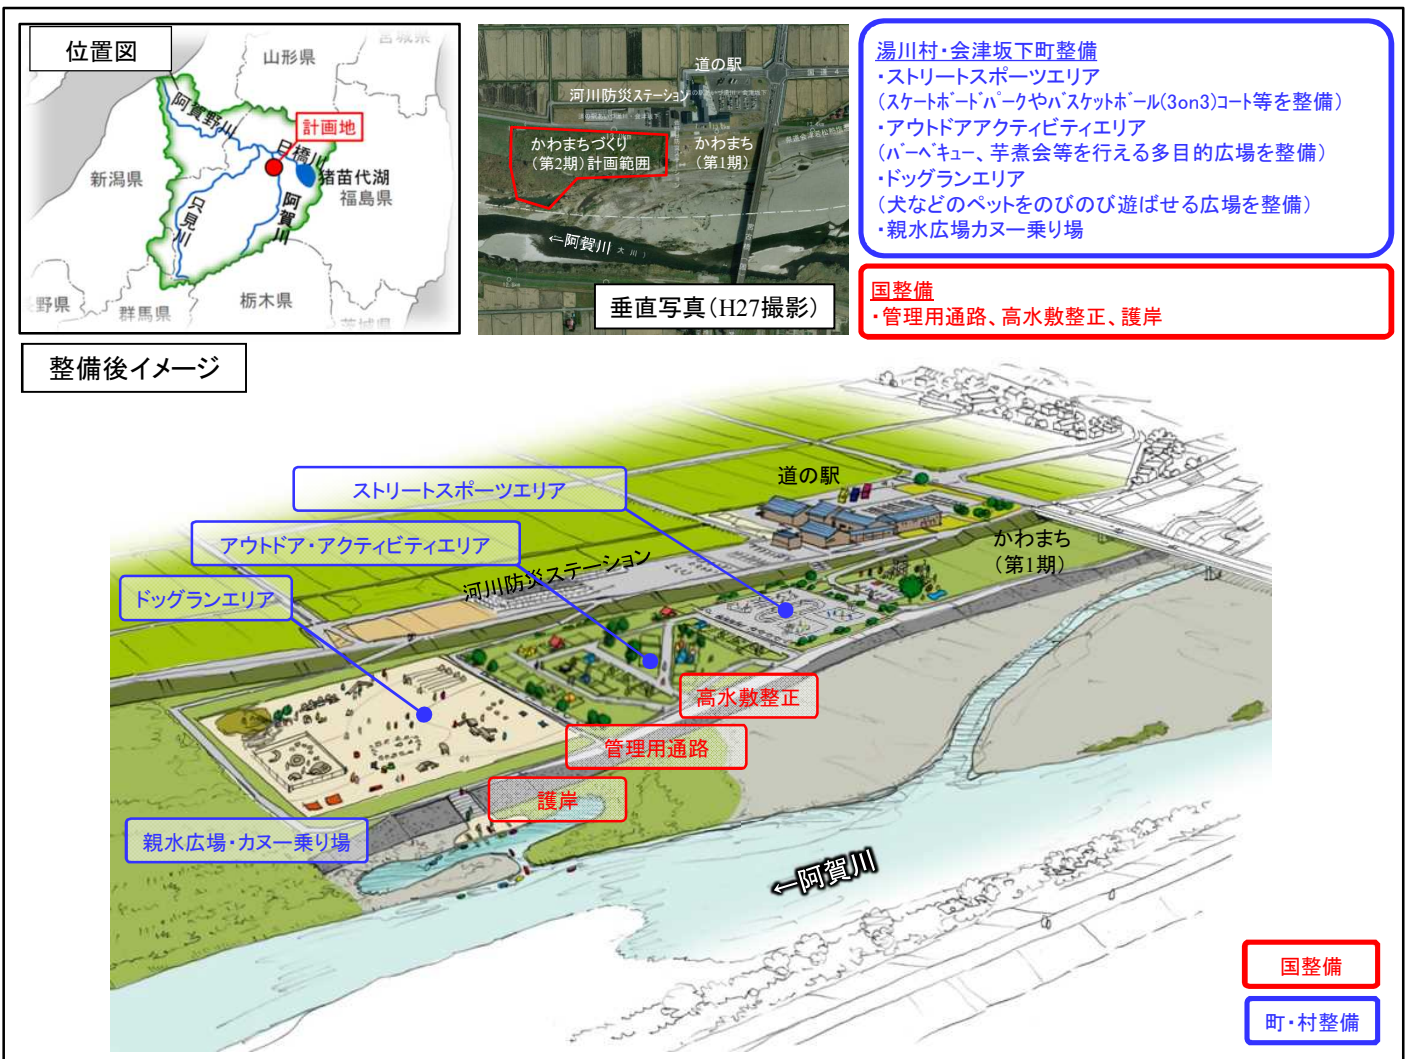 位置図
宮城県
山形県
阿賀野川
計画地
日橋川
猪苗代湖
新潟県
福島県
只見川
阿賀川
栃木県
群馬県
茨城県
道の駅
河川防災ステーション
かわまちづくり
(第2期)計画範囲
かわまち
(第1期)
←阿賀川
大川)
垂直写真(H27撮影)
湯川村・会津坂下町整備
・ストリートスポーツエリア
(スケートボードパークやバスケットボール(3on3)コート等を整備)
・アウトドアアクティビティエリア
(バーベキュー、芋煮会等を行える多目的広場を整備)
・ドッグランエリア
(犬などのペットをのびのび遊ばせる広場を整備)
・親水広場カヌー乗り場
国整備
・管理用通路、高水敷整正、護岸
整備後イメージ
ストリートスポーツエリア
道の駅
アウトドア・アクティビティエリア
かわまち
(第1期)
河川防災ステーション
ドッグランエリア
高水敷整正
管理用通路
護岸
親水広場・カヌー乗り場
←阿賀川
国整備
町・村整備